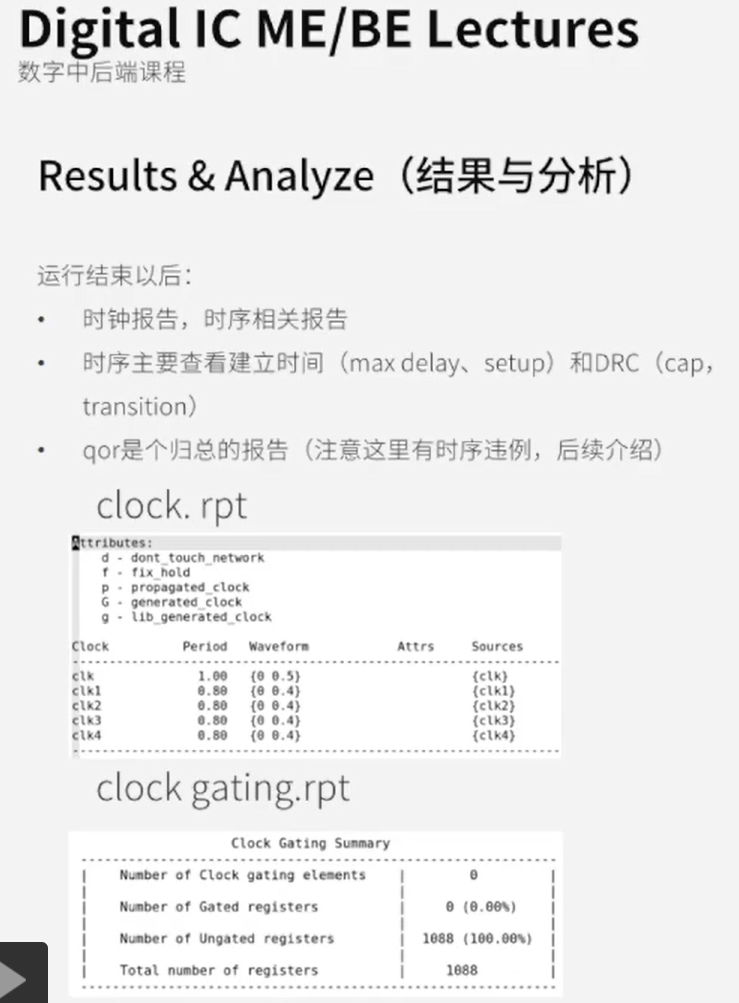 Digital IC ME/BE Lectures
数字中后端课程
Results & Analyze（结果与分析）
运行结束以后：
• 时钟报告，时序相关报告
• 时序主要查看建立时间（max delay、setup）和DRC（cap，
transition）
• qor是个归总的报告（注意这里有时序违例，后续介绍）
clock. rpt
Attributes:
d - dont_touch_network
f - fix_hold
p - propagated_clock
G - generated_clock
g - lib_generated_clock
Clock Period Waveform Attrs Sources
clk 1.00 {0 0.5} {clk}
clk1 0.80 {0 0.4} {clk1}
clk2 0.80 {0 0.4} {clk2}
clk3 0.80 {0 0.4} {clk3}
clk4 0.80 {0 0.4} {clk4}
clock gating.rpt
Clock Gating Summary
| Number of Clock gating elements | 0 |
| Number of Gated registers | 0 (0.00%) |
| Number of Ungated registers | 1088 (100.00%) |
| Total number of registers | 1088 |